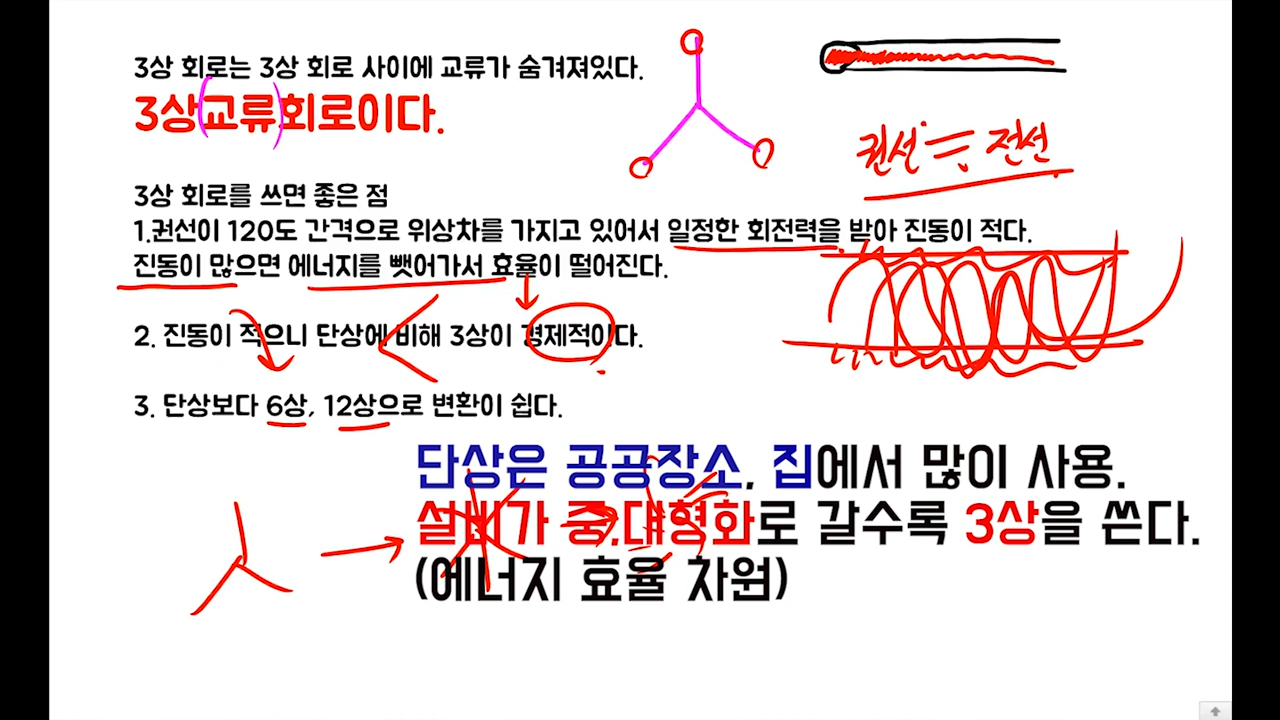 3상 회로는 3상 회로 사이에 교류가 숨겨져있다.
3상(교류)회로이다.
권선 = 전선
3상 회로를 쓰면 좋은 점
1.권선이 120도 간격으로 위상차를 가지고 있어서 일정한 회전력을 받아 진동이 적다.
진동이 많으면 에너지를 뺏어가서 효율이 떨어진다.
2. 진동이 적으니 단상에 비해 3상이 경제적이다.
3. 단상보다 6상, 12상으로 변환이 쉽다.
단상은 공공장소, 집에서 많이 사용.
설비가 중,대형화로 갈수록 3상을 쓴다.
(에너지 효율 차원)